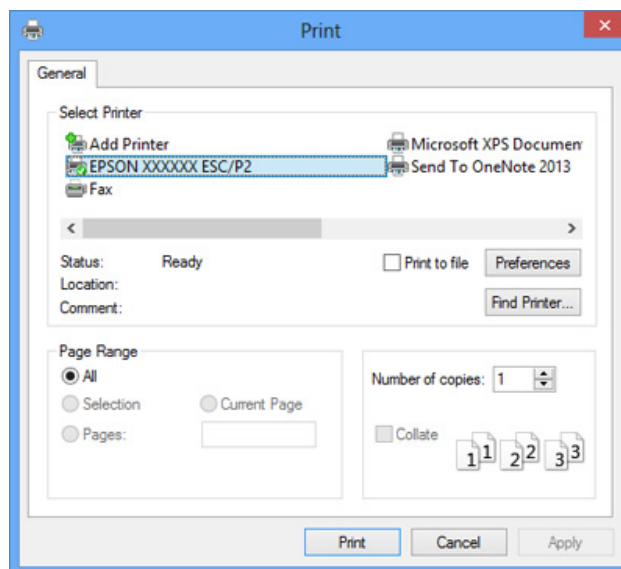 Print
General
Select Printer
Add Printer
Microsoft XPS Documen
EPSON XXXXXX ESC/P2
Send To OneNote 2013
Fax
Status: Ready
Print to file
Preferences
Location:
Comment:
Find Printer...
Page Range
All
Selection
Current Page
Pages:
Number of copies: 1
Collate
1 1 2 2 3 3
Print
Cancel
Apply